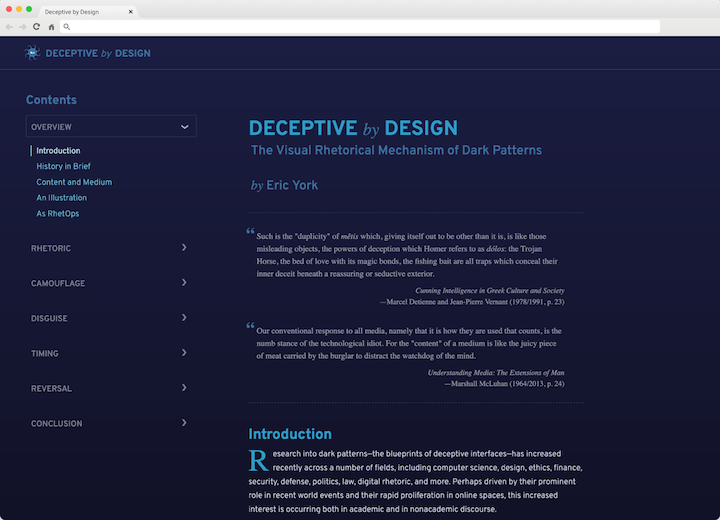 Deceptive by Design
DECEPTIVE by DESIGN
Contents
OVERVIEW
Introduction
History in Brief
Content and Medium
An Illustration
As RhetOps
RHETORIC
CAMOUFLAGE
DISGUISE
TIMING
REVERSAL
CONCLUSION
DECEPTIVE by DESIGN
The Visual Rhetorical Mechanism of Dark Patterns
by Eric York
“ Such is the "duplicity" of mētis which, giving itself out to be other than it is, is like those
misleading objects, the powers of deception which Homer refers to as dólos: the Trojan
Horse, the bed of love with its magic bonds, the fishing bait are all traps which conceal their
inner deceit beneath a reassuring or seductive exterior.
Cunning Intelligence in Greek Culture and Society
—Marcel Detienne and Jean-Pierre Vernant (1978/1991, p. 23)
“ Our conventional response to all media, namely that it is how they are used that counts, is the
numb stance of the technological idiot. For the "content" of a medium is like the juicy piece
of meat carried by the burglar to distract the watchdog of the mind.
Understanding Media: The Extensions of Man
—Marshall McLuhan (1964/2013, p. 24)
Introduction
Research into dark patterns—the blueprints of deceptive interfaces—has increased
recently across a number of fields, including computer science, design, ethics, finance,
security, defense, politics, law, digital rhetoric, and more. Perhaps driven by their prominent
role in recent world events and their rapid proliferation in online spaces, this increased
interest is occurring both in academic and in nonacademic discourse.